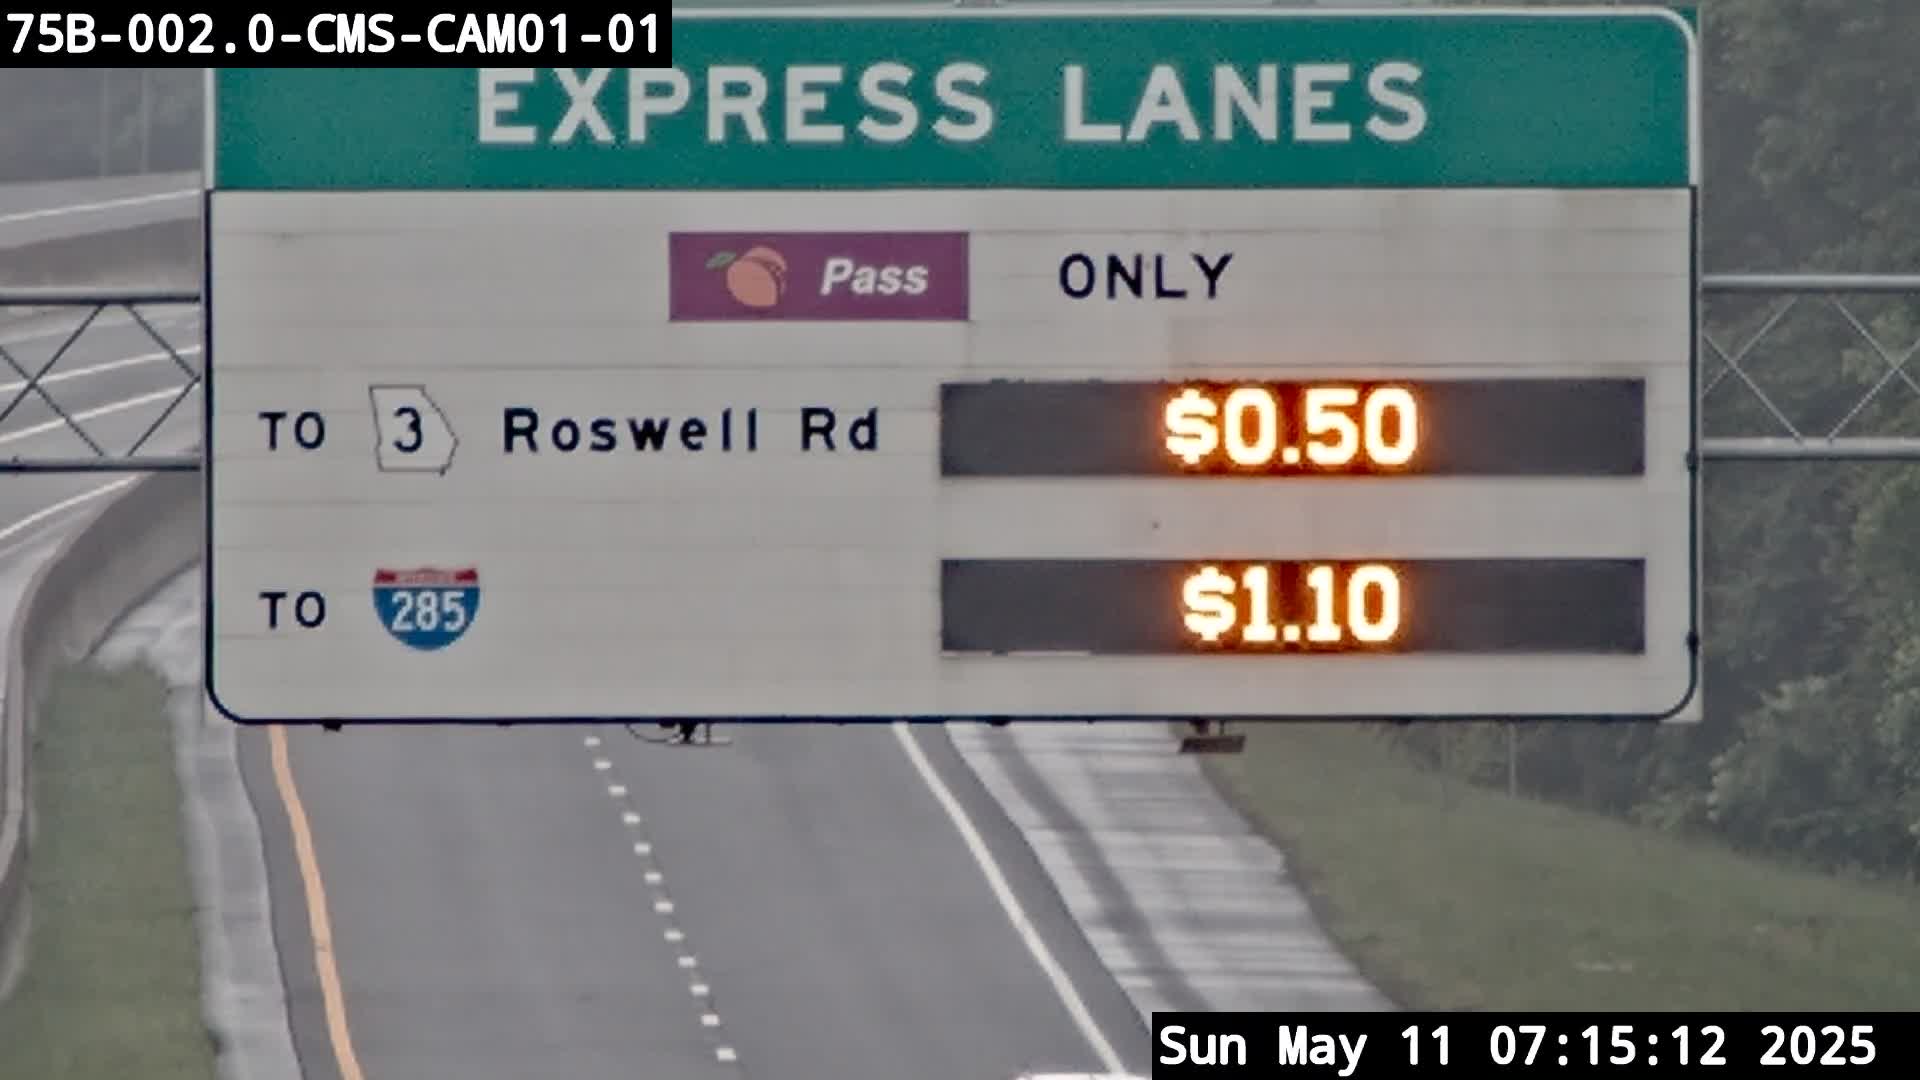 75B-002.0-CMS-CAM01-01
EXPRESS LANES
Pass ONLY
TO 3 Roswell Rd $0.50
TO 285 $1.10
Sun May 11 07:15:12 2025